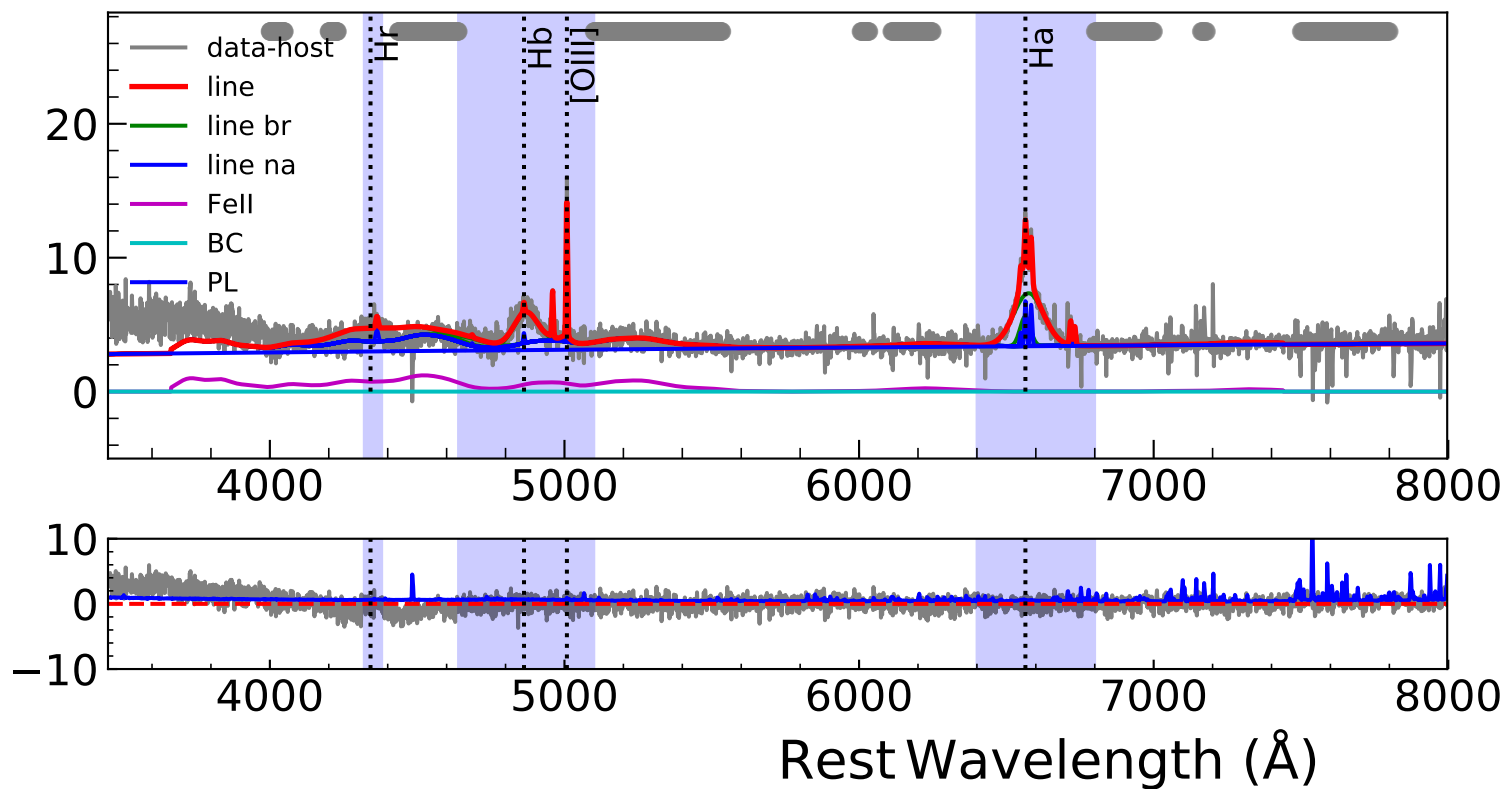 Hr
Hb
[OIII]
Ha
data-host
line
line br
line na
FeII
BC
PL
20
10
0
4000 5000 6000 7000 8000
10
0
−10
4000 5000 6000 7000 8000
Rest Wavelength (Å)